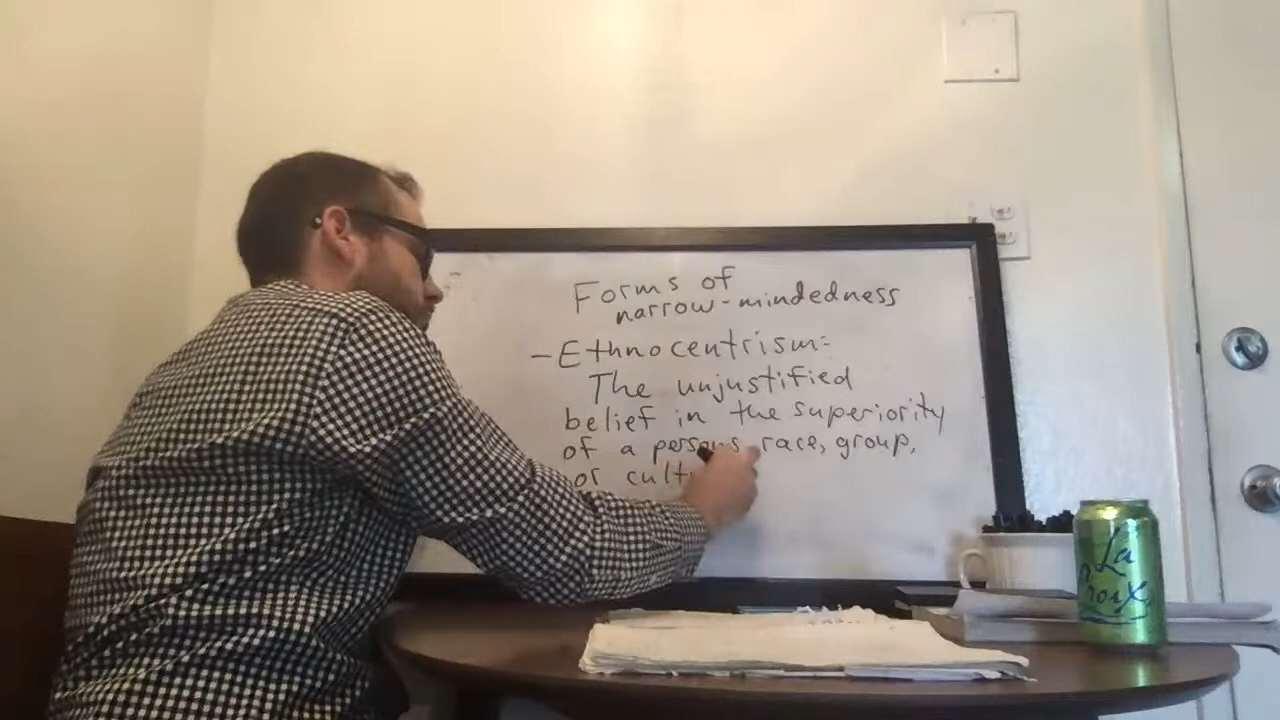 Forms of
narrow-mindedness
- Ethnocentrism:
The unjustified
belief in the superiority
of a persons race, group,
or cult
La
Croix